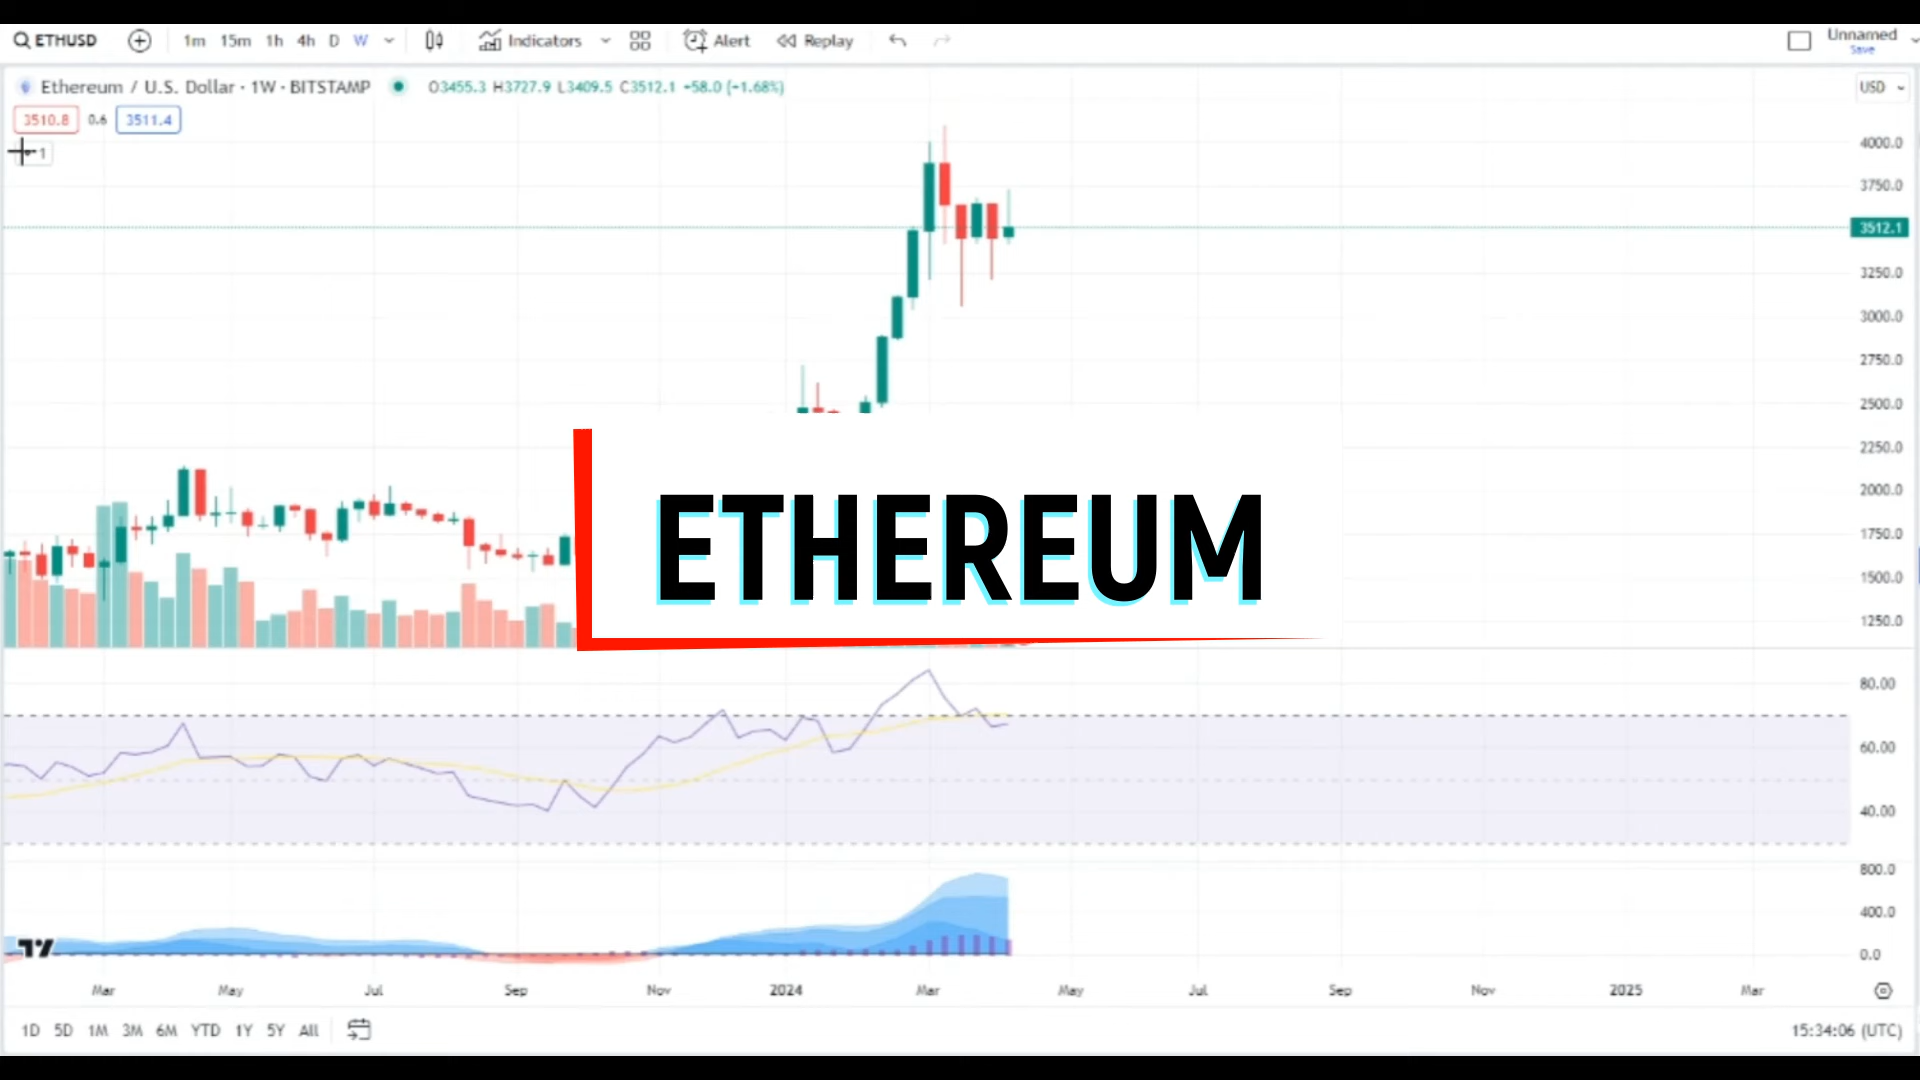 ETHUSD 1m 15m 1h 4h D W Indicators Alert Replay Unnamed
Save
Ethereum / U.S. Dollar · 1W · BITSTAMP O3455.3 H3727.9 L3409.5 C3512.1 +58.0 (+1.68%) USD
3510.8 0.6 3511.4
1
4000.0
3750.0
3512.1
3250.0
3000.0
2750.0
2500.0
2250.0
2000.0
1750.0
1500.0
1250.0
ETHEREUM
80.00
60.00
40.00
800.0
400.0
0.0
Mar May Jul Sep Nov 2024 Mar May Jul Sep Nov 2025 Mar
1D 5D 1M 3M 6M YTD 1Y 5Y All 15:34:06 (UTC)